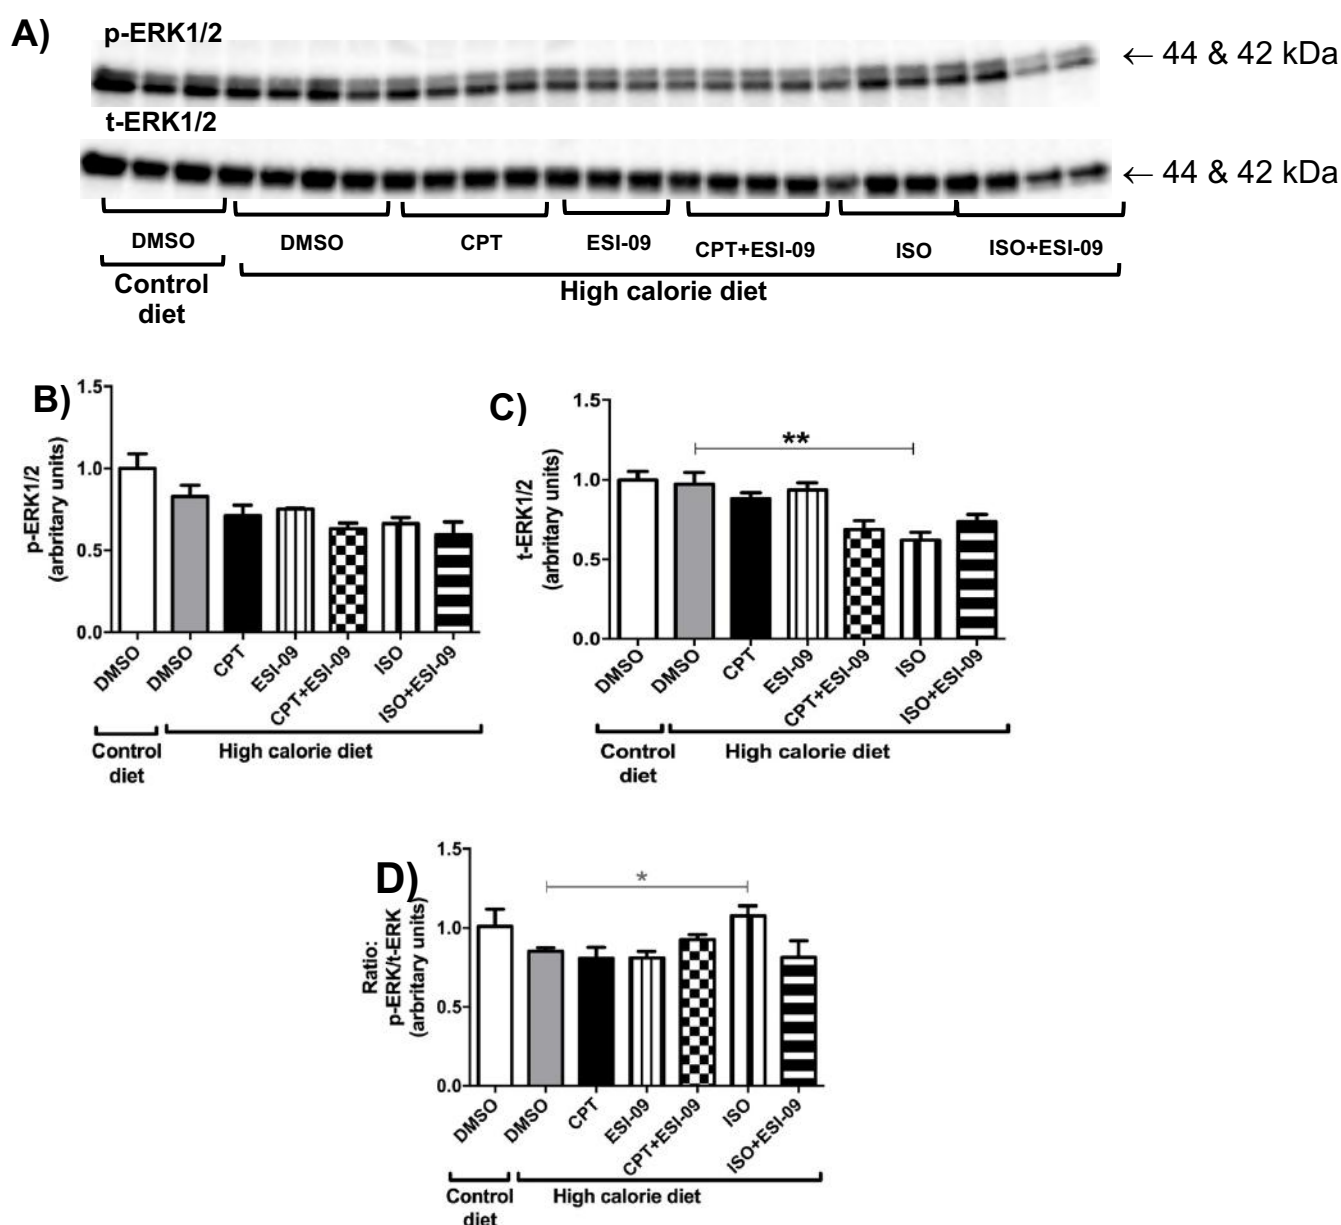 A)
p-ERK1/2
← 44 & 42 kDa
t-ERK1/2
← 44 & 42 kDa
DMSO DMSO CPT ESI-09 CPT+ESI-09 ISO ISO+ESI-09
Control
diet
High calorie diet
B)
p-ERK1/2
(arbritary units)
1.5
1.0
0.5
0.0
DMSO
DMSO
CPT
ESI-09
CPT+ESI-09
ISO
ISO+ESI-09
Control
diet
High calorie diet
C)
t-ERK1/2
(arbritary units)
1.5
1.0
0.5
0.0
**
DMSO
DMSO
CPT
ESI-09
CPT+ESI-09
ISO
ISO+ESI-09
Control
diet
High calorie diet
D)
Ratio:
p-ERK/t-ERK
(arbritary units)
1.5
1.0
0.5
0.0
*
DMSO
DMSO
CPT
ESI-09
CPT+ESI-09
ISO
ISO+ESI-09
Control
diet
High calorie diet